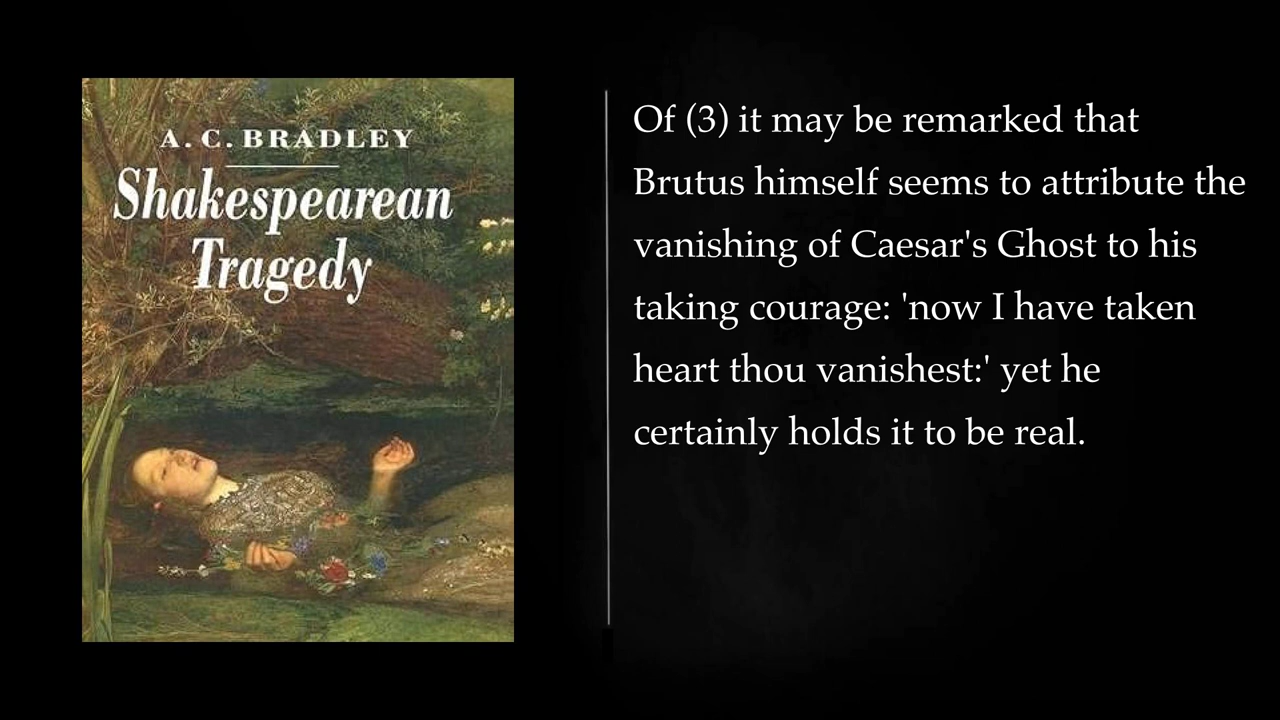 A. C. BRADLEY
Shakespearean
Tragedy
Of (3) it may be remarked that
Brutus himself seems to attribute the
vanishing of Caesar's Ghost to his
taking courage: 'now I have taken
heart thou vanishest:' yet he
certainly holds it to be real.